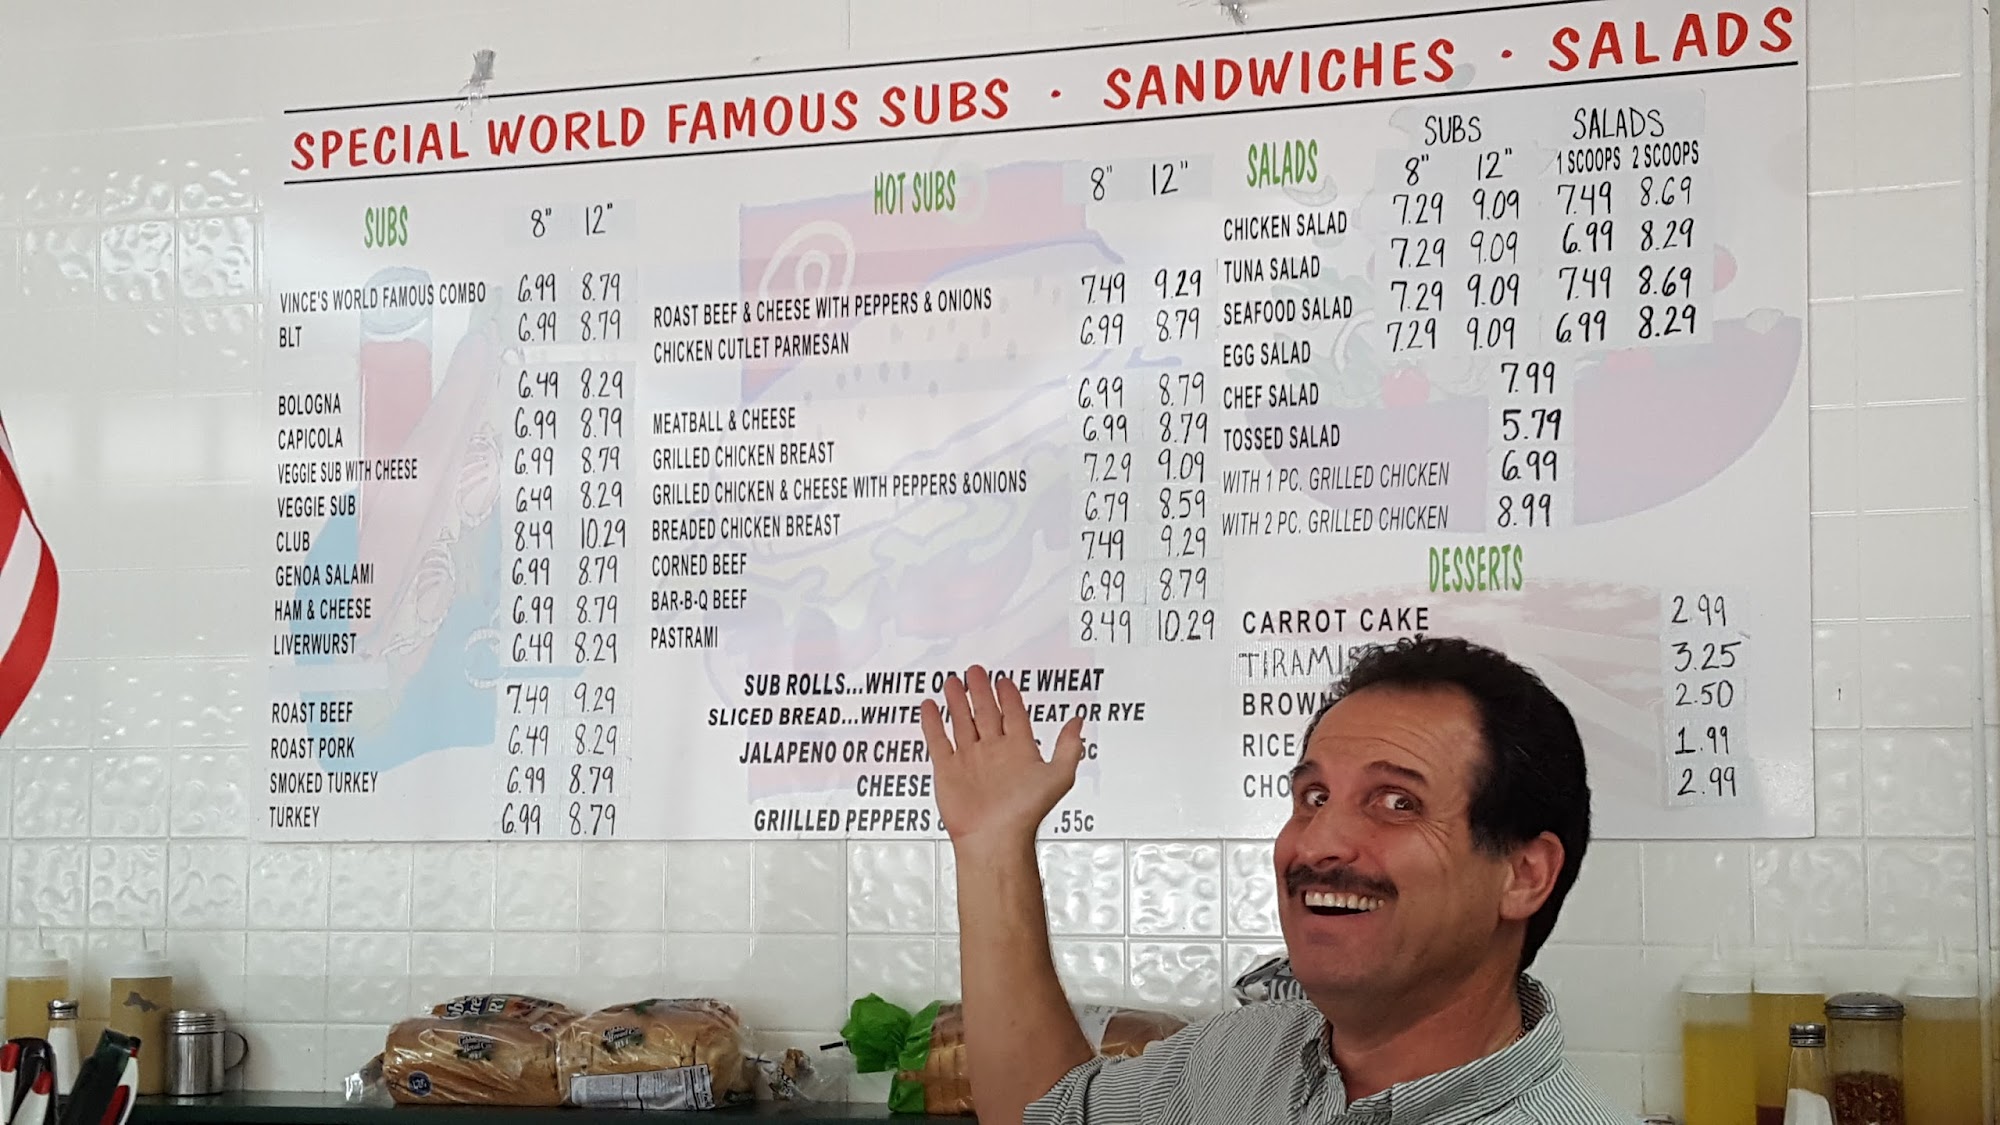 SPECIAL WORLD FAMOUS SUBS · SANDWICHES · SALADS
SUBS 8" 12"
VINCE'S WORLD FAMOUS COMBO 6.99 8.79
BLT 6.99 8.79
BOLOGNA 6.49 8.29
CAPICOLA 6.99 8.79
VEGGIE SUB WITH CHEESE 6.99 8.79
VEGGIE SUB 6.49 8.29
CLUB 8.49 10.29
GENOA SALAMI 6.99 8.79
HAM & CHEESE 6.99 8.79
LIVERWURST 6.49 8.29
ROAST BEEF 7.49 9.29
ROAST PORK 6.49 8.29
SMOKED TURKEY 6.99 8.79
TURKEY 6.99 8.79
HOT SUBS 8" 12"
ROAST BEEF & CHEESE WITH PEPPERS & ONIONS 7.49 9.29
CHICKEN CUTLET PARMESAN 6.99 8.79
MEATBALL & CHEESE 6.99 8.79
GRILLED CHICKEN BREAST 6.99 8.79
GRILLED CHICKEN & CHEESE WITH PEPPERS &ONIONS 7.29 9.09
BREADED CHICKEN BREAST 6.79 8.59
CORNED BEEF 7.49 9.29
BAR-B-Q BEEF 6.99 8.79
PASTRAMI 8.49 10.29
SUB ROLLS...WHITE OR WHOLE WHEAT
SLICED BREAD...WHITE WHEAT OR RYE
JALAPENO OR
CHEESE
GRIILLED PEPPERS & .55c
SALADS
SUBS SALADS
8" 12" 1 SCOOPS 2 SCOOPS
CHICKEN SALAD 7.29 9.09 7.49 8.69
TUNA SALAD 7.29 9.09 6.99 8.29
SEAFOOD SALAD 7.29 9.09 7.49 8.69
EGG SALAD 7.29 9.09 6.99 8.29
CHEF SALAD 7.99
TOSSED SALAD 5.79
WITH 1 PC. GRILLED CHICKEN 6.99
WITH 2 PC. GRILLED CHICKEN 8.99
DESSERTS
CARROT CAKE 2.99
TIRAMIS 3.25
BROWN 2.50
RICE 1.99
CHO 2.99